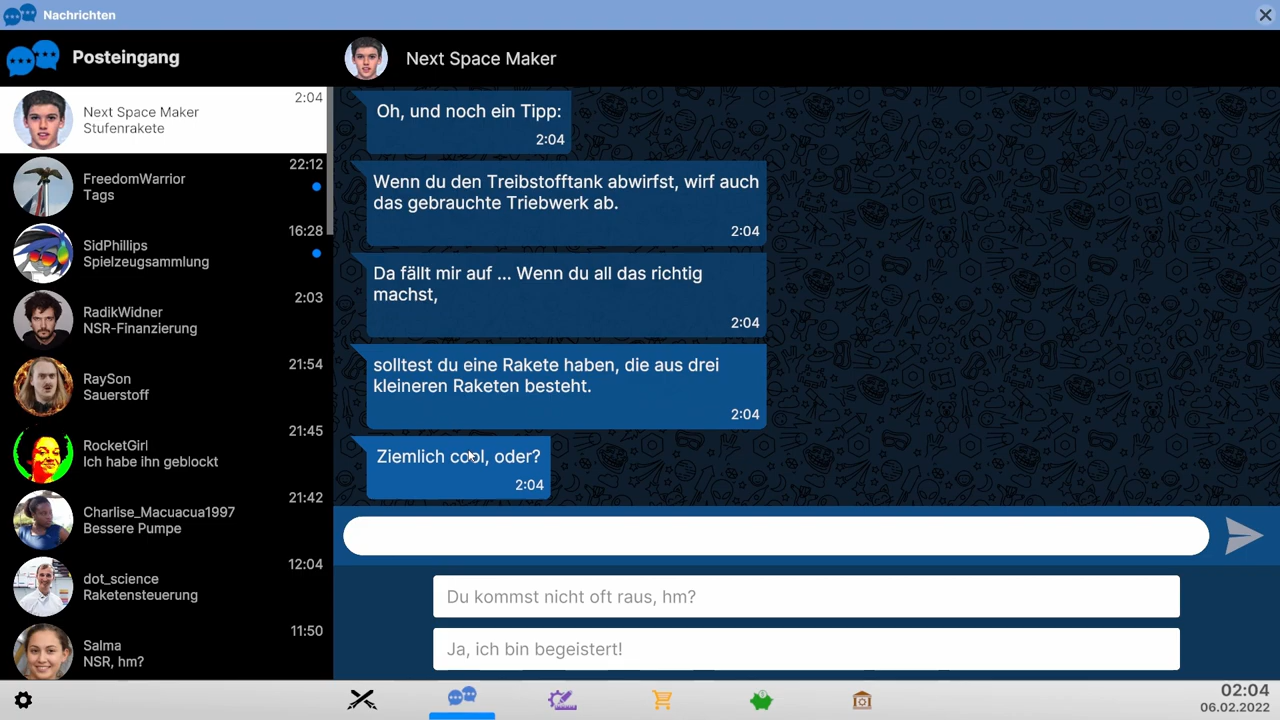 Nachrichten
Posteingang
Next Space Maker
2:04
Next Space Maker
Stufenrakete
22:12
FreedomWarrior
Tags
16:28
SidPhillips
Spielzeugsammlung
2:03
RadikWidner
NSR-Finanzierung
21:54
RaySon
Sauerstoff
21:45
RocketGirl
Ich habe ihn geblockt
21:42
Charlise_Macuacua1997
Bessere Pumpe
12:04
dot_science
Raketensteuerung
11:50
Salma
NSR, hm?
Oh, und noch ein Tipp:
2:04
Wenn du den Treibstofftank abwirfst, wirf auch
das gebrauchte Triebwerk ab.
2:04
Da fällt mir auf ... Wenn du all das richtig
machst,
2:04
solltest du eine Rakete haben, die aus drei
kleineren Raketen besteht.
2:04
Ziemlich cool, oder?
2:04
Du kommst nicht oft raus, hm?
Ja, ich bin begeistert!
02:04
06.02.2022